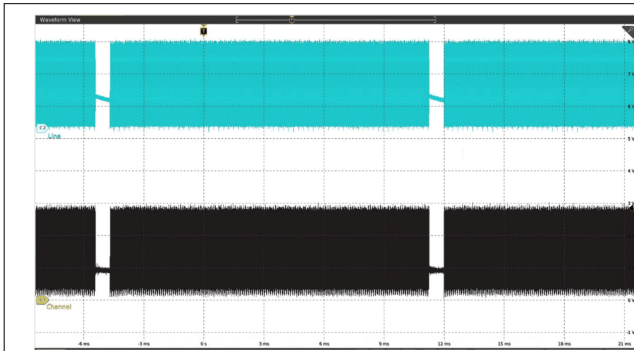 Waveform View
T
T
8 V
7 V
6 V
C2
Line
5 V
4 V
3 V
C1
Channel
0 V
-1 V
-6 ms -3 ms 0 s 3 ms 6 ms 9 ms 12 ms 15 ms 18 ms 21 ms